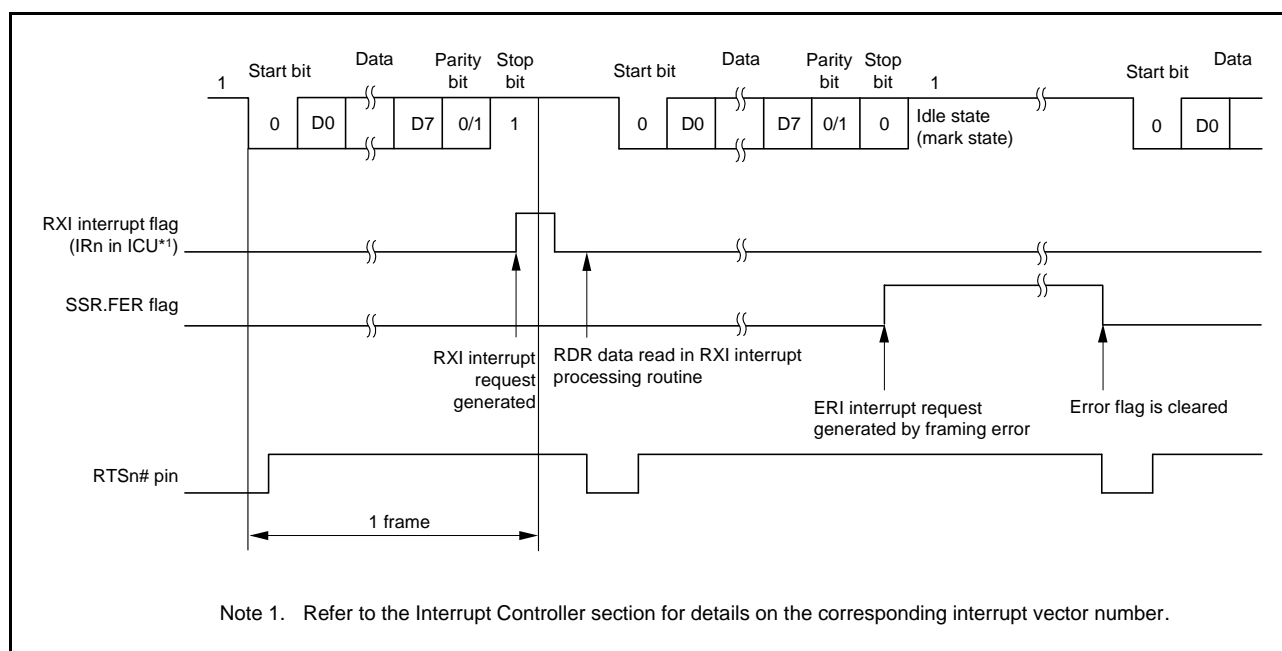 1
Start bit
Data
Parity
bit
Stop
bit
Start bit
Data
Parity
bit
Stop
bit
1
Start bit
Data
0
D0
D7
0/1
1
0
D0
D7
0/1
0
Idle state
(mark state)
0
D0
RXI interrupt flag
(IRn in ICU*1)
SSR.FER flag
RXI interrupt
request
generated
RDR data read in RXI interrupt
processing routine
ERI interrupt request
generated by framing error
Error flag is cleared
RTSn# pin
1 frame
Note 1. Refer to the Interrupt Controller section for details on the corresponding interrupt vector number.